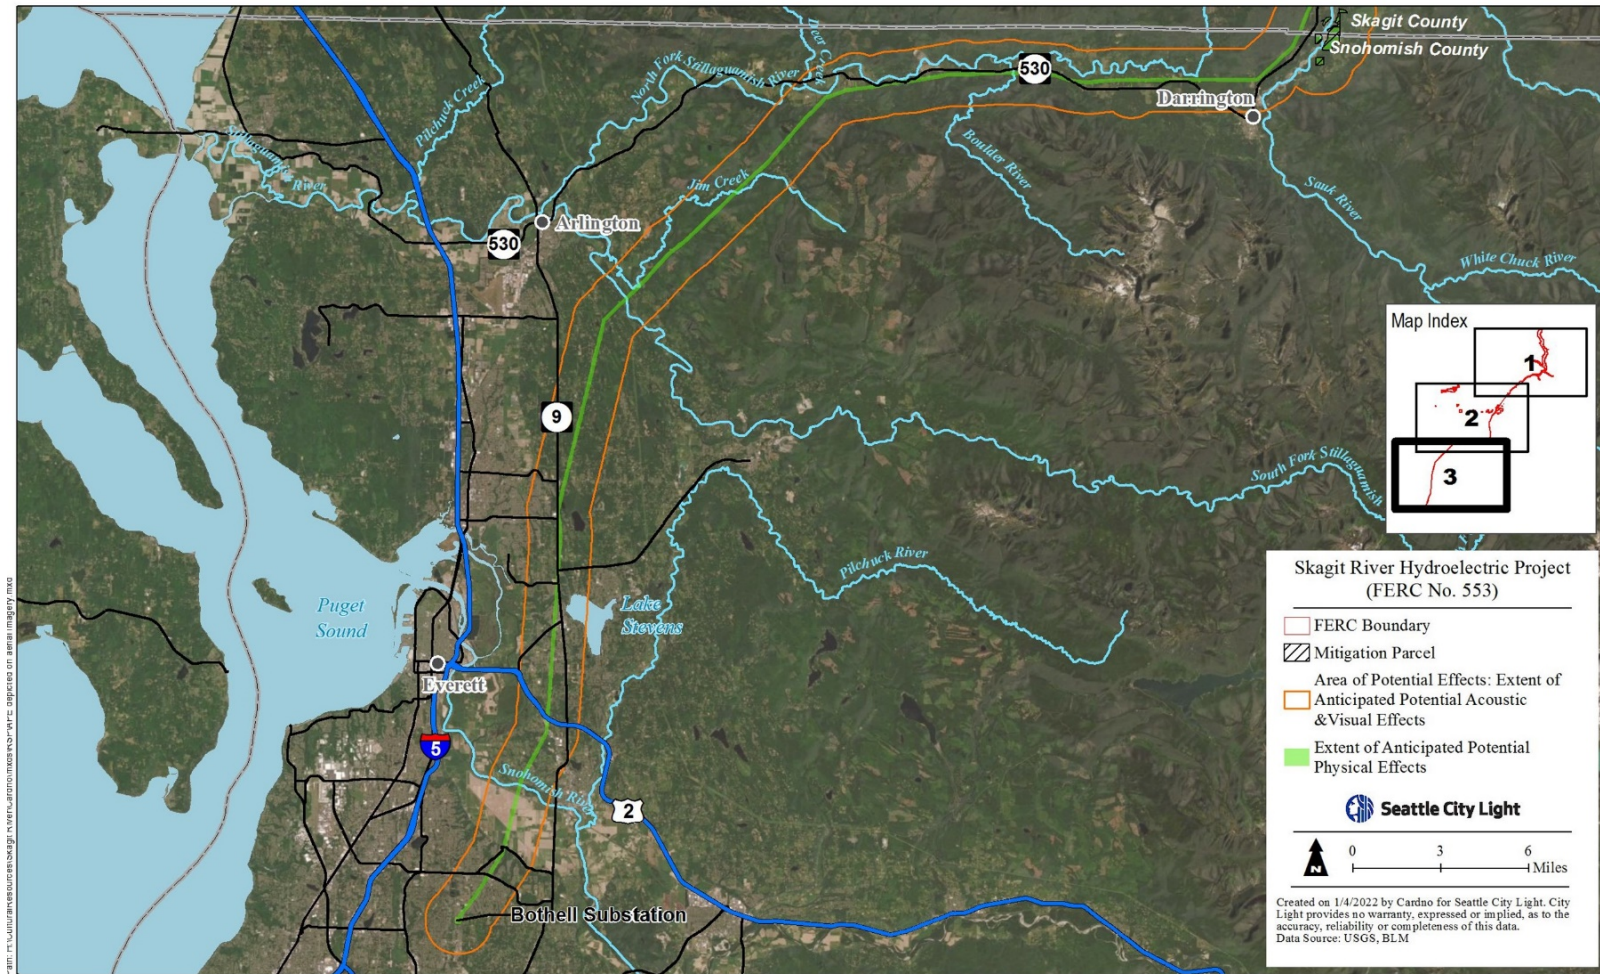 Skagit County
Snohomish County
Deer Creek
Pilchuck Creek
North Fork Stillaguamish River
530
Darrington
Stillaguamish River
Boulder River
Jim Creek
Sauk River
Arlington
530
White Chuck River
Map Index
1
2
3
9
South Fork Stillaguamish
Pilchuck River
Puget
Sound
Lake
Stevens
Everett
5
Snohomish River
2
Bothell Substation
Skagit River Hydroelectric Project
(FERC No. 553)
FERC Boundary
Mitigation Parcel
Area of Potential Effects: Extent of
Anticipated Potential Acoustic
&Visual Effects
Extent of Anticipated Potential
Physical Effects
Seattle City Light
N
0 3 6
Miles
Created on 1/4/2022 by Cardno for Seattle City Light. City
Light provides no warranty, expressed or implied, as to the
accuracy, reliability or completeness of this data.
Data Source: USGS, BLM